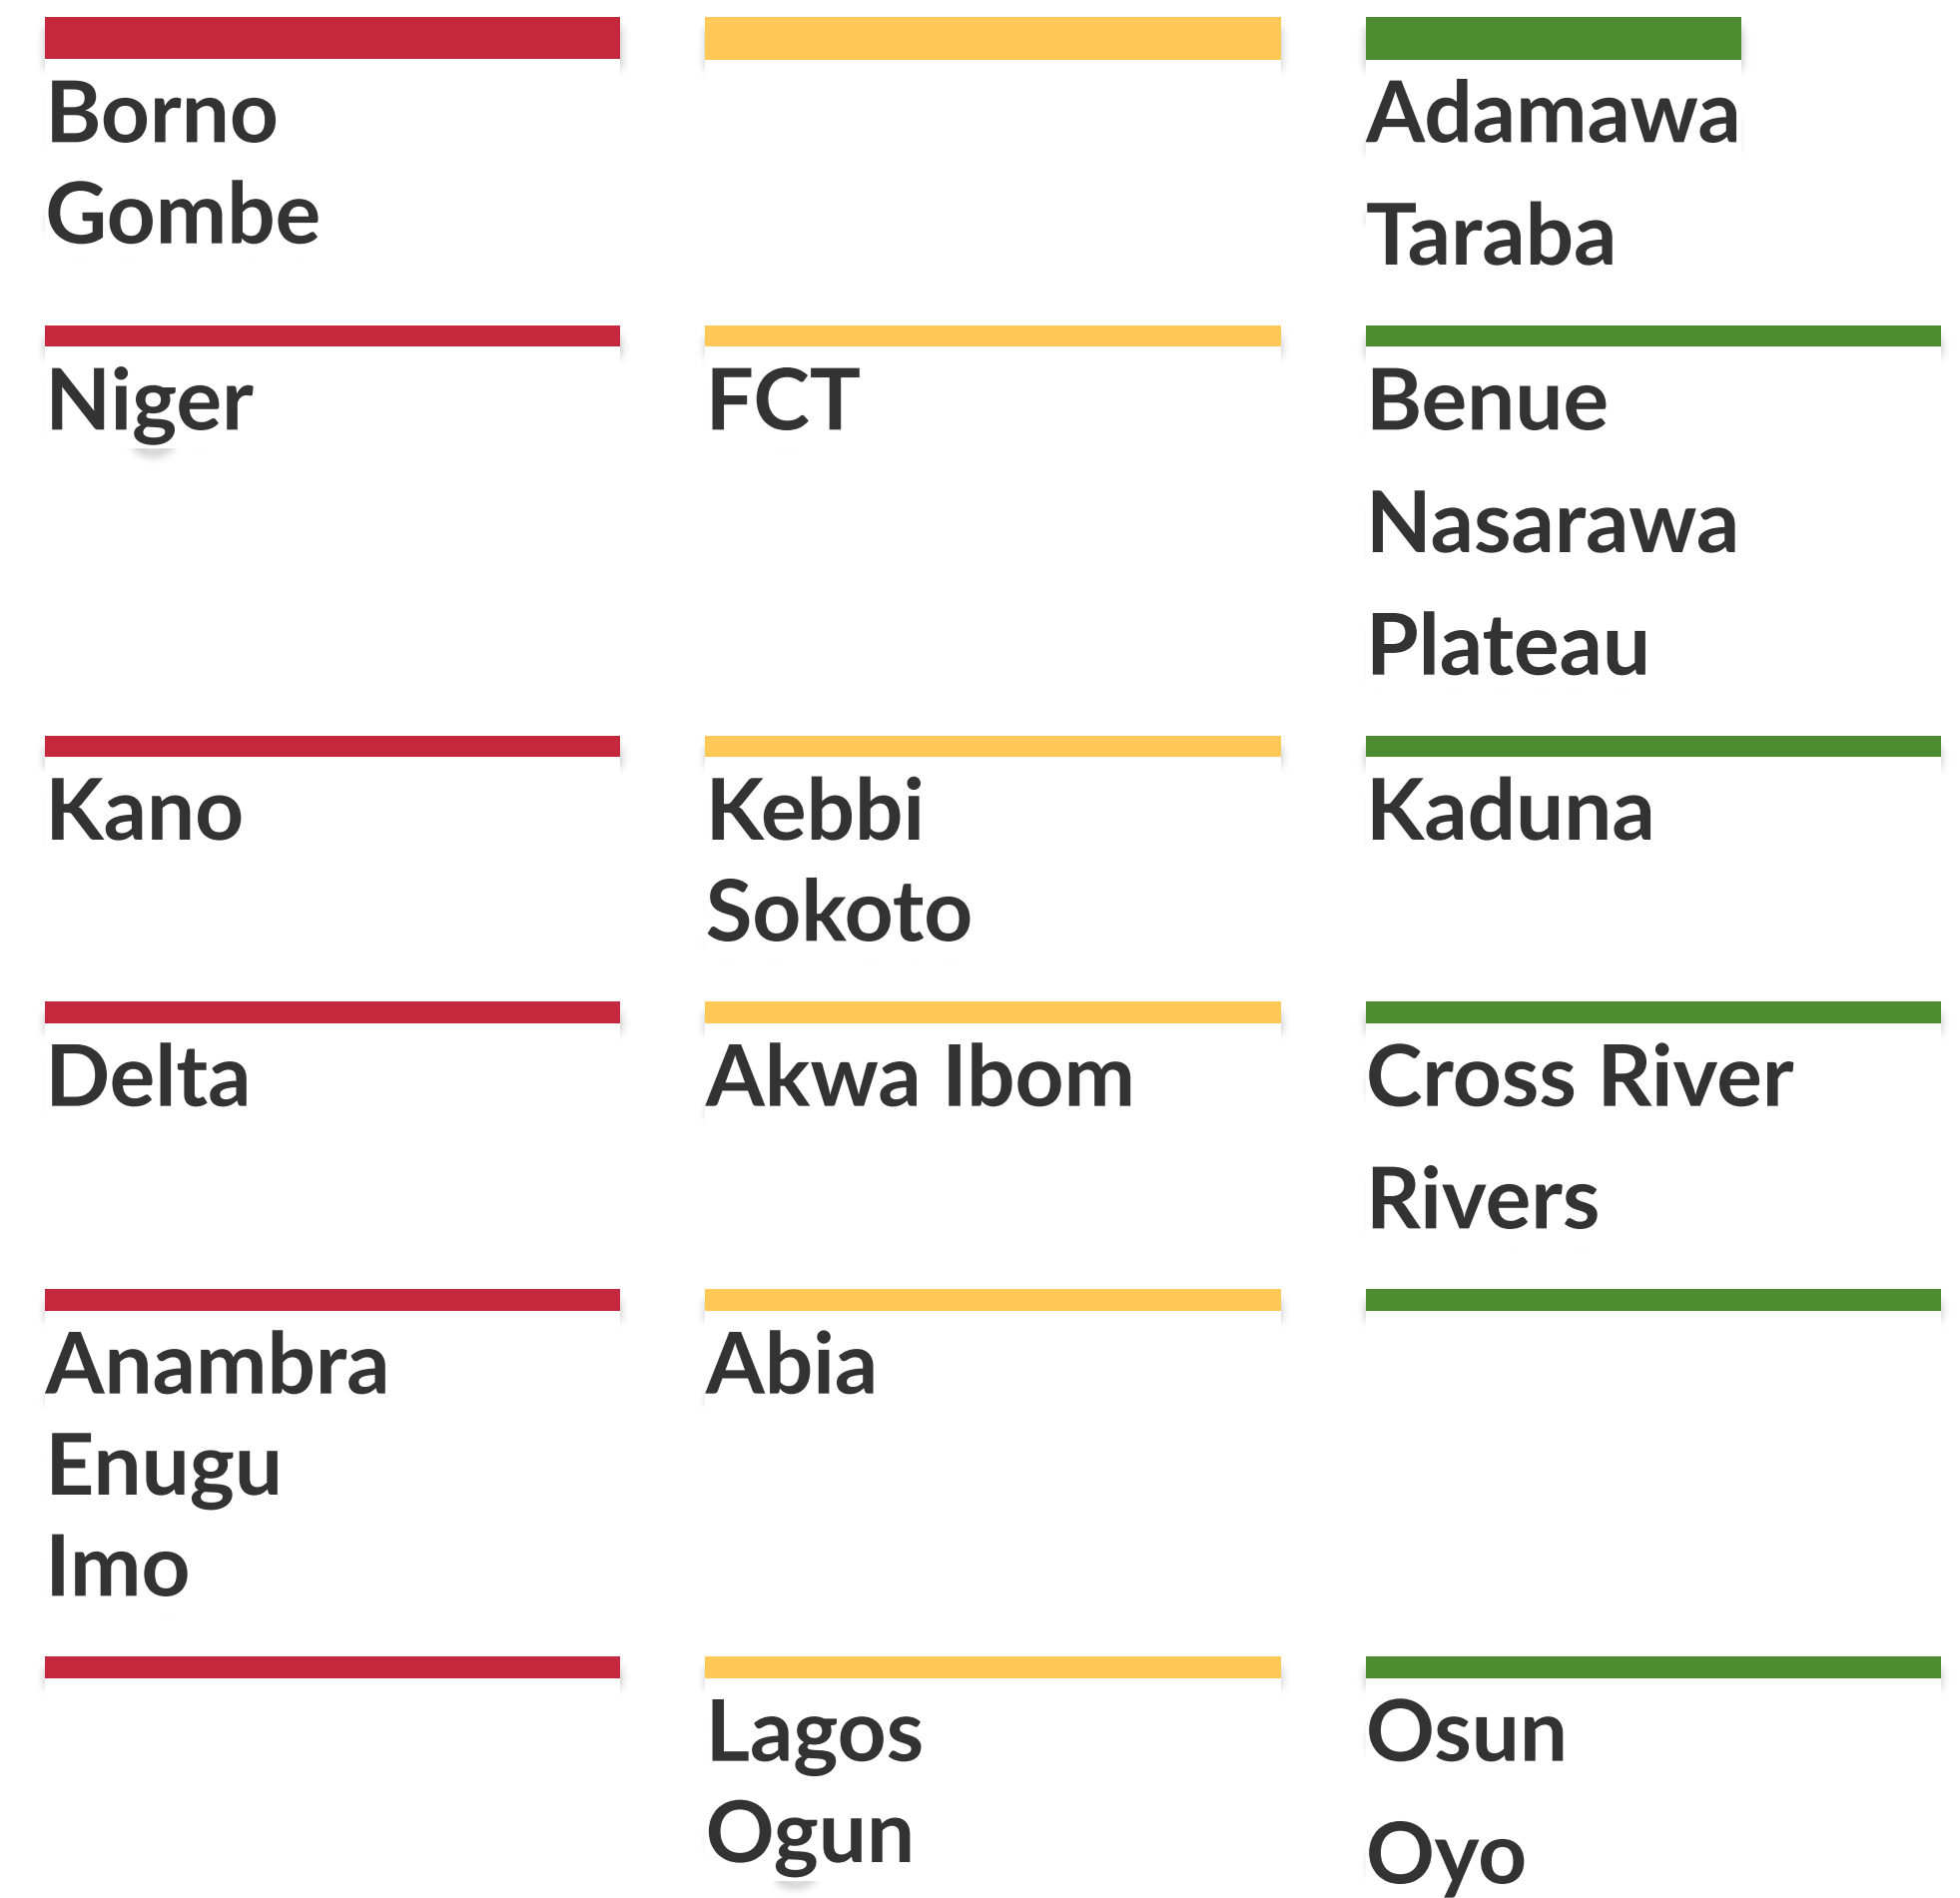 Borno
Gombe
Adamawa
Taraba
Niger
FCT
Benue
Nasarawa
Plateau
Kano
Kebbi
Sokoto
Kaduna
Delta
Akwa Ibom
Cross River
Rivers
Anambra
Enugu
Imo
Abia
Lagos
Ogun
Osun
Oyo